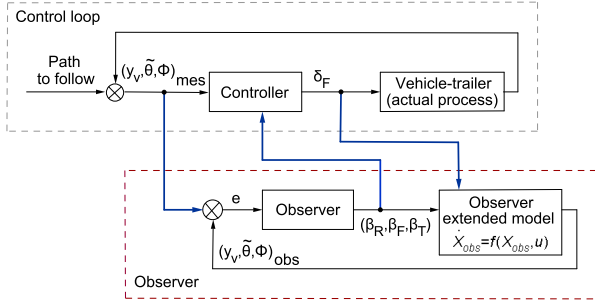 Control loop
Path
to follow
(y_v,θ̃,Φ)_mes
Controller
δ_F
Vehicle-trailer
(actual process)
e
Observer
(β_R,β_F,β_T)
Observer
extended model
Ẋ_obs=f(X_obs,u)
(y_v,θ̃,Φ)_obs
Observer